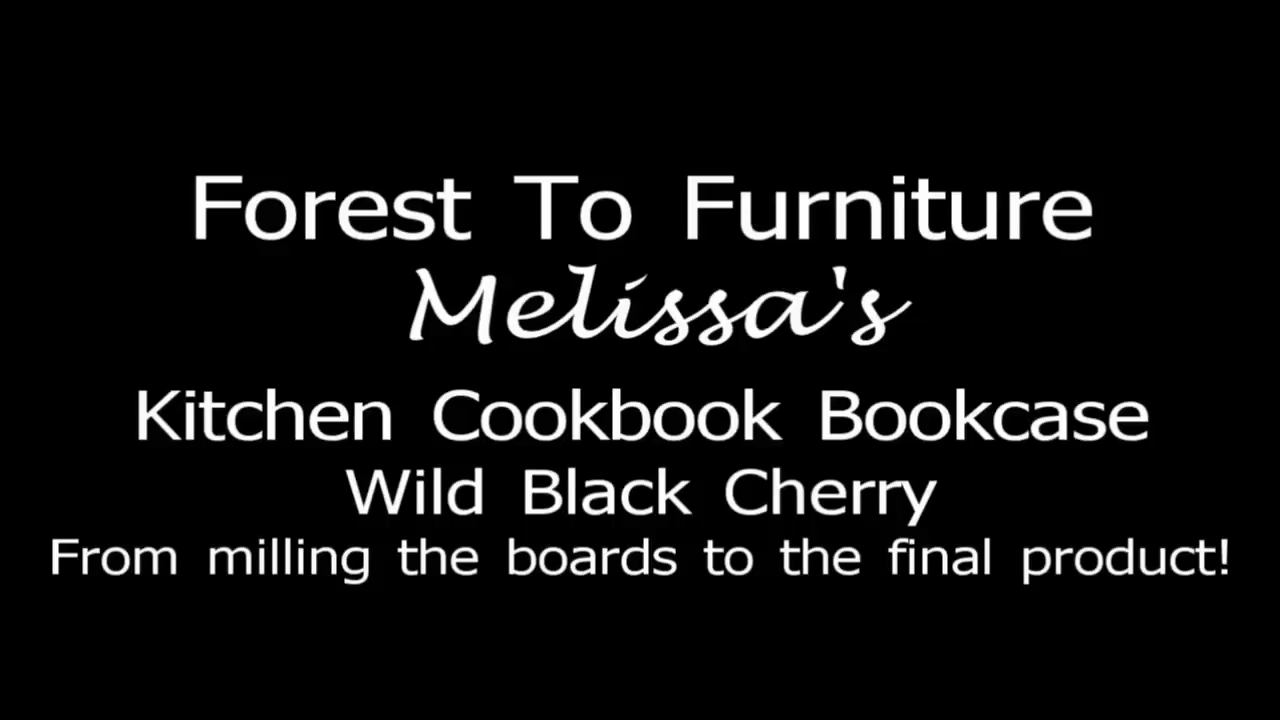 Forest To Furniture
Melissa's
Kitchen Cookbook Bookcase
Wild Black Cherry
From milling the boards to the final product!